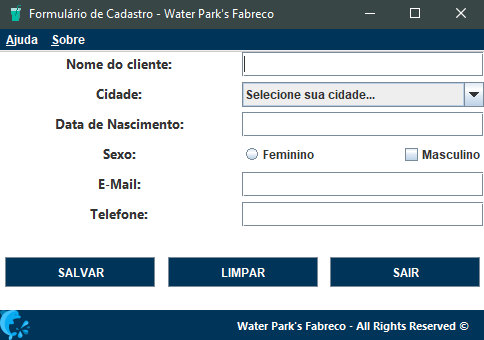 Formulário de Cadastro - Water Park's Fabreco
Ajuda Sobre
Nome do cliente:
Cidade: Selecione sua cidade...
Data de Nascimento:
Sexo: Feminino Masculino
E-Mail:
Telefone:
SALVAR LIMPAR SAIR
Water Park's Fabreco - All Rights Reserved ©